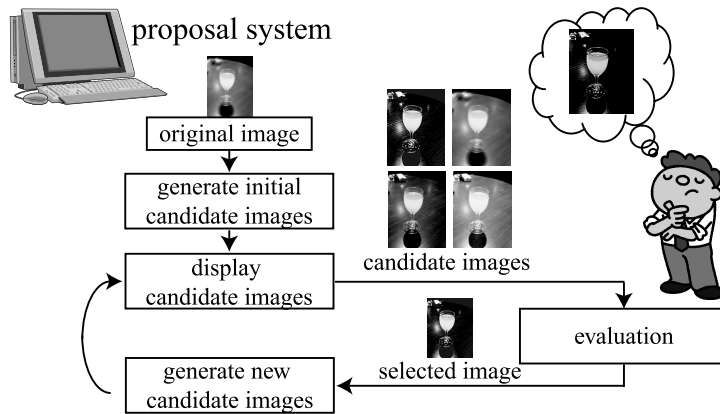 proposal system
original image
generate initial
candidate images
candidate images
display
candidate images
evaluation
selected image
generate new
candidate images